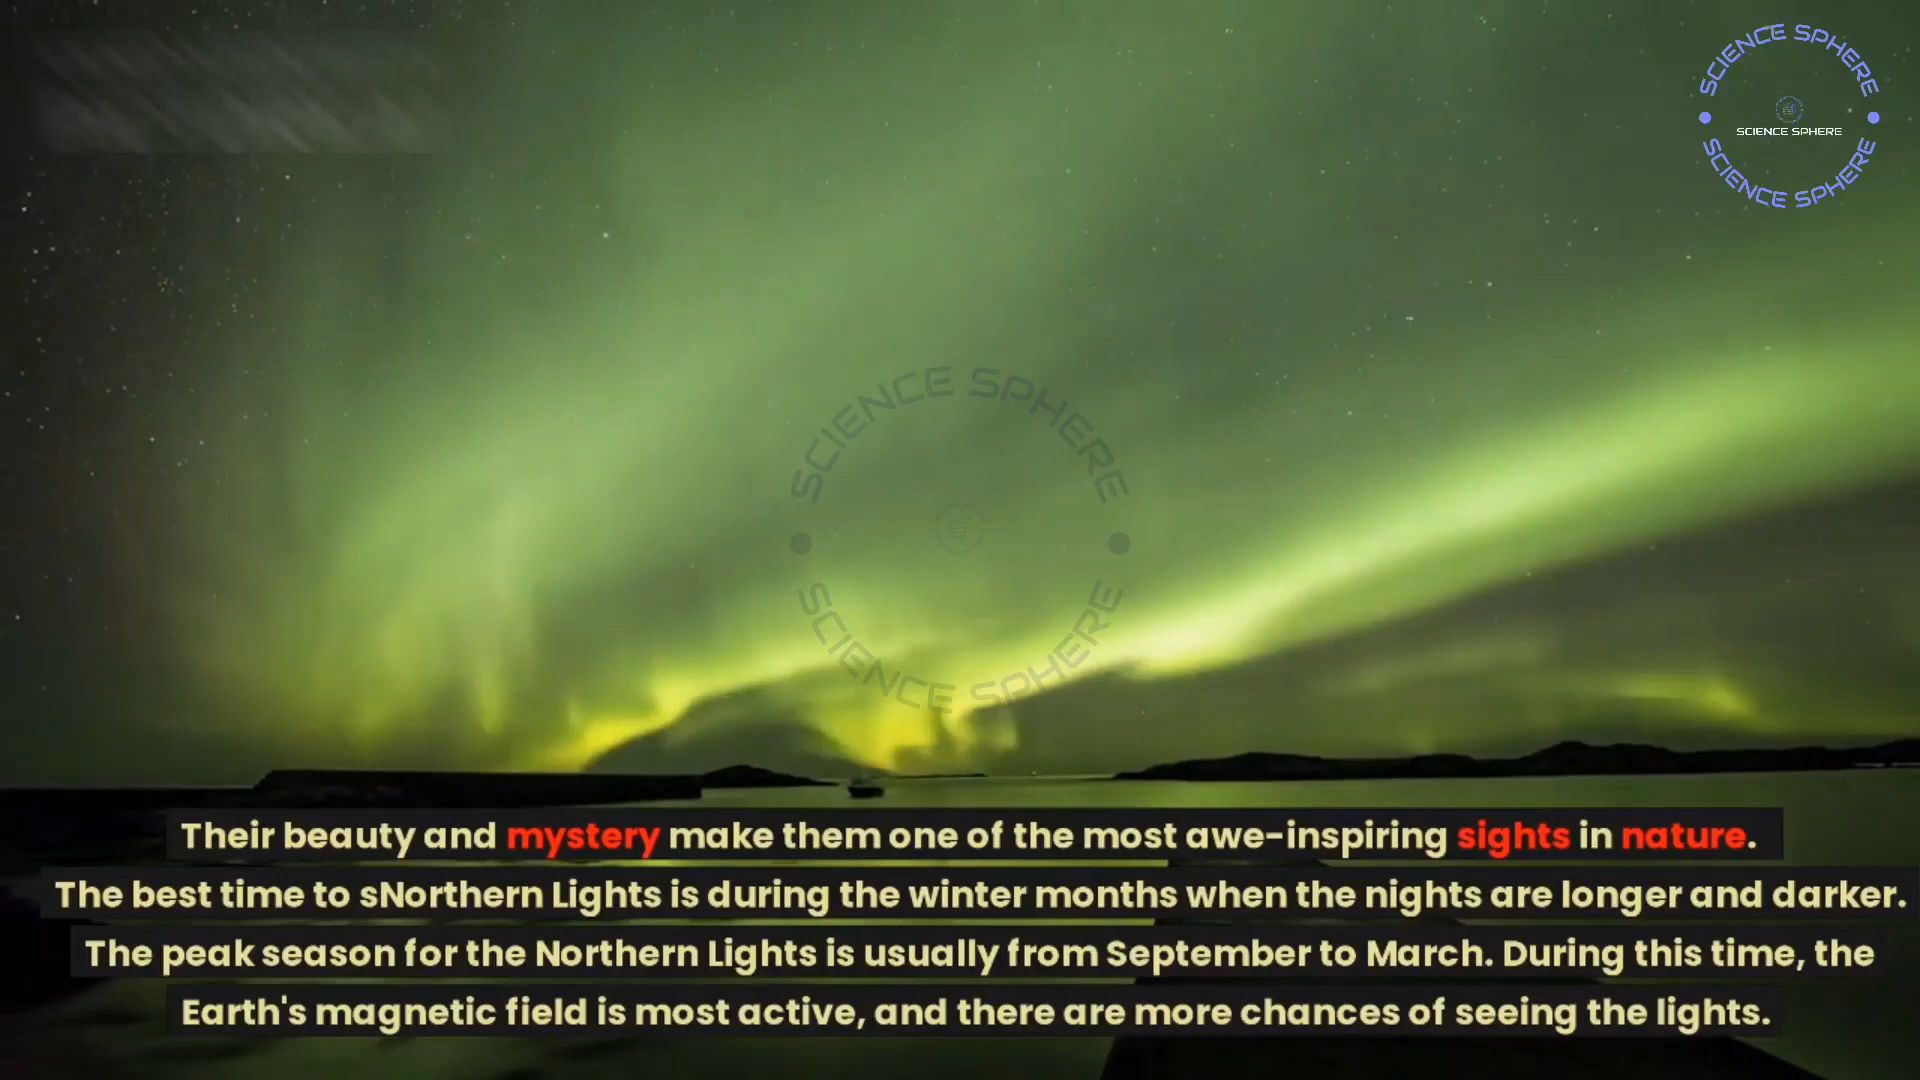 SCIENCE SPHERE
SCIENCE SPHERE
SCIENCE SPHERE
SCIENCE SPHERE
SCIENCE SPHERE
Their beauty and mystery make them one of the most awe-inspiring sights in nature.
The best time to sNorthern Lights is during the winter months when the nights are longer and darker.
The peak season for the Northern Lights is usually from September to March. During this time, the
Earth's magnetic field is most active, and there are more chances of seeing the lights.